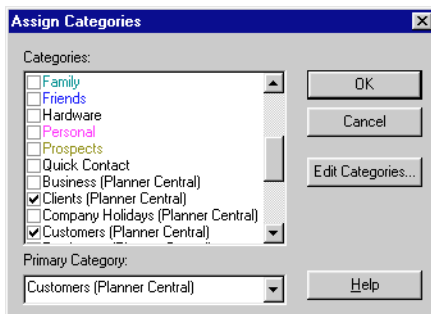 Assign Categories
Categories:
Family
Friends
Hardware
Personal
Prospects
Quick Contact
Business (Planner Central)
Clients (Planner Central)
Company Holidays (Planner Central)
Customers (Planner Central)
OK
Cancel
Edit Categories...
Primary Category:
Customers (Planner Central)
Help